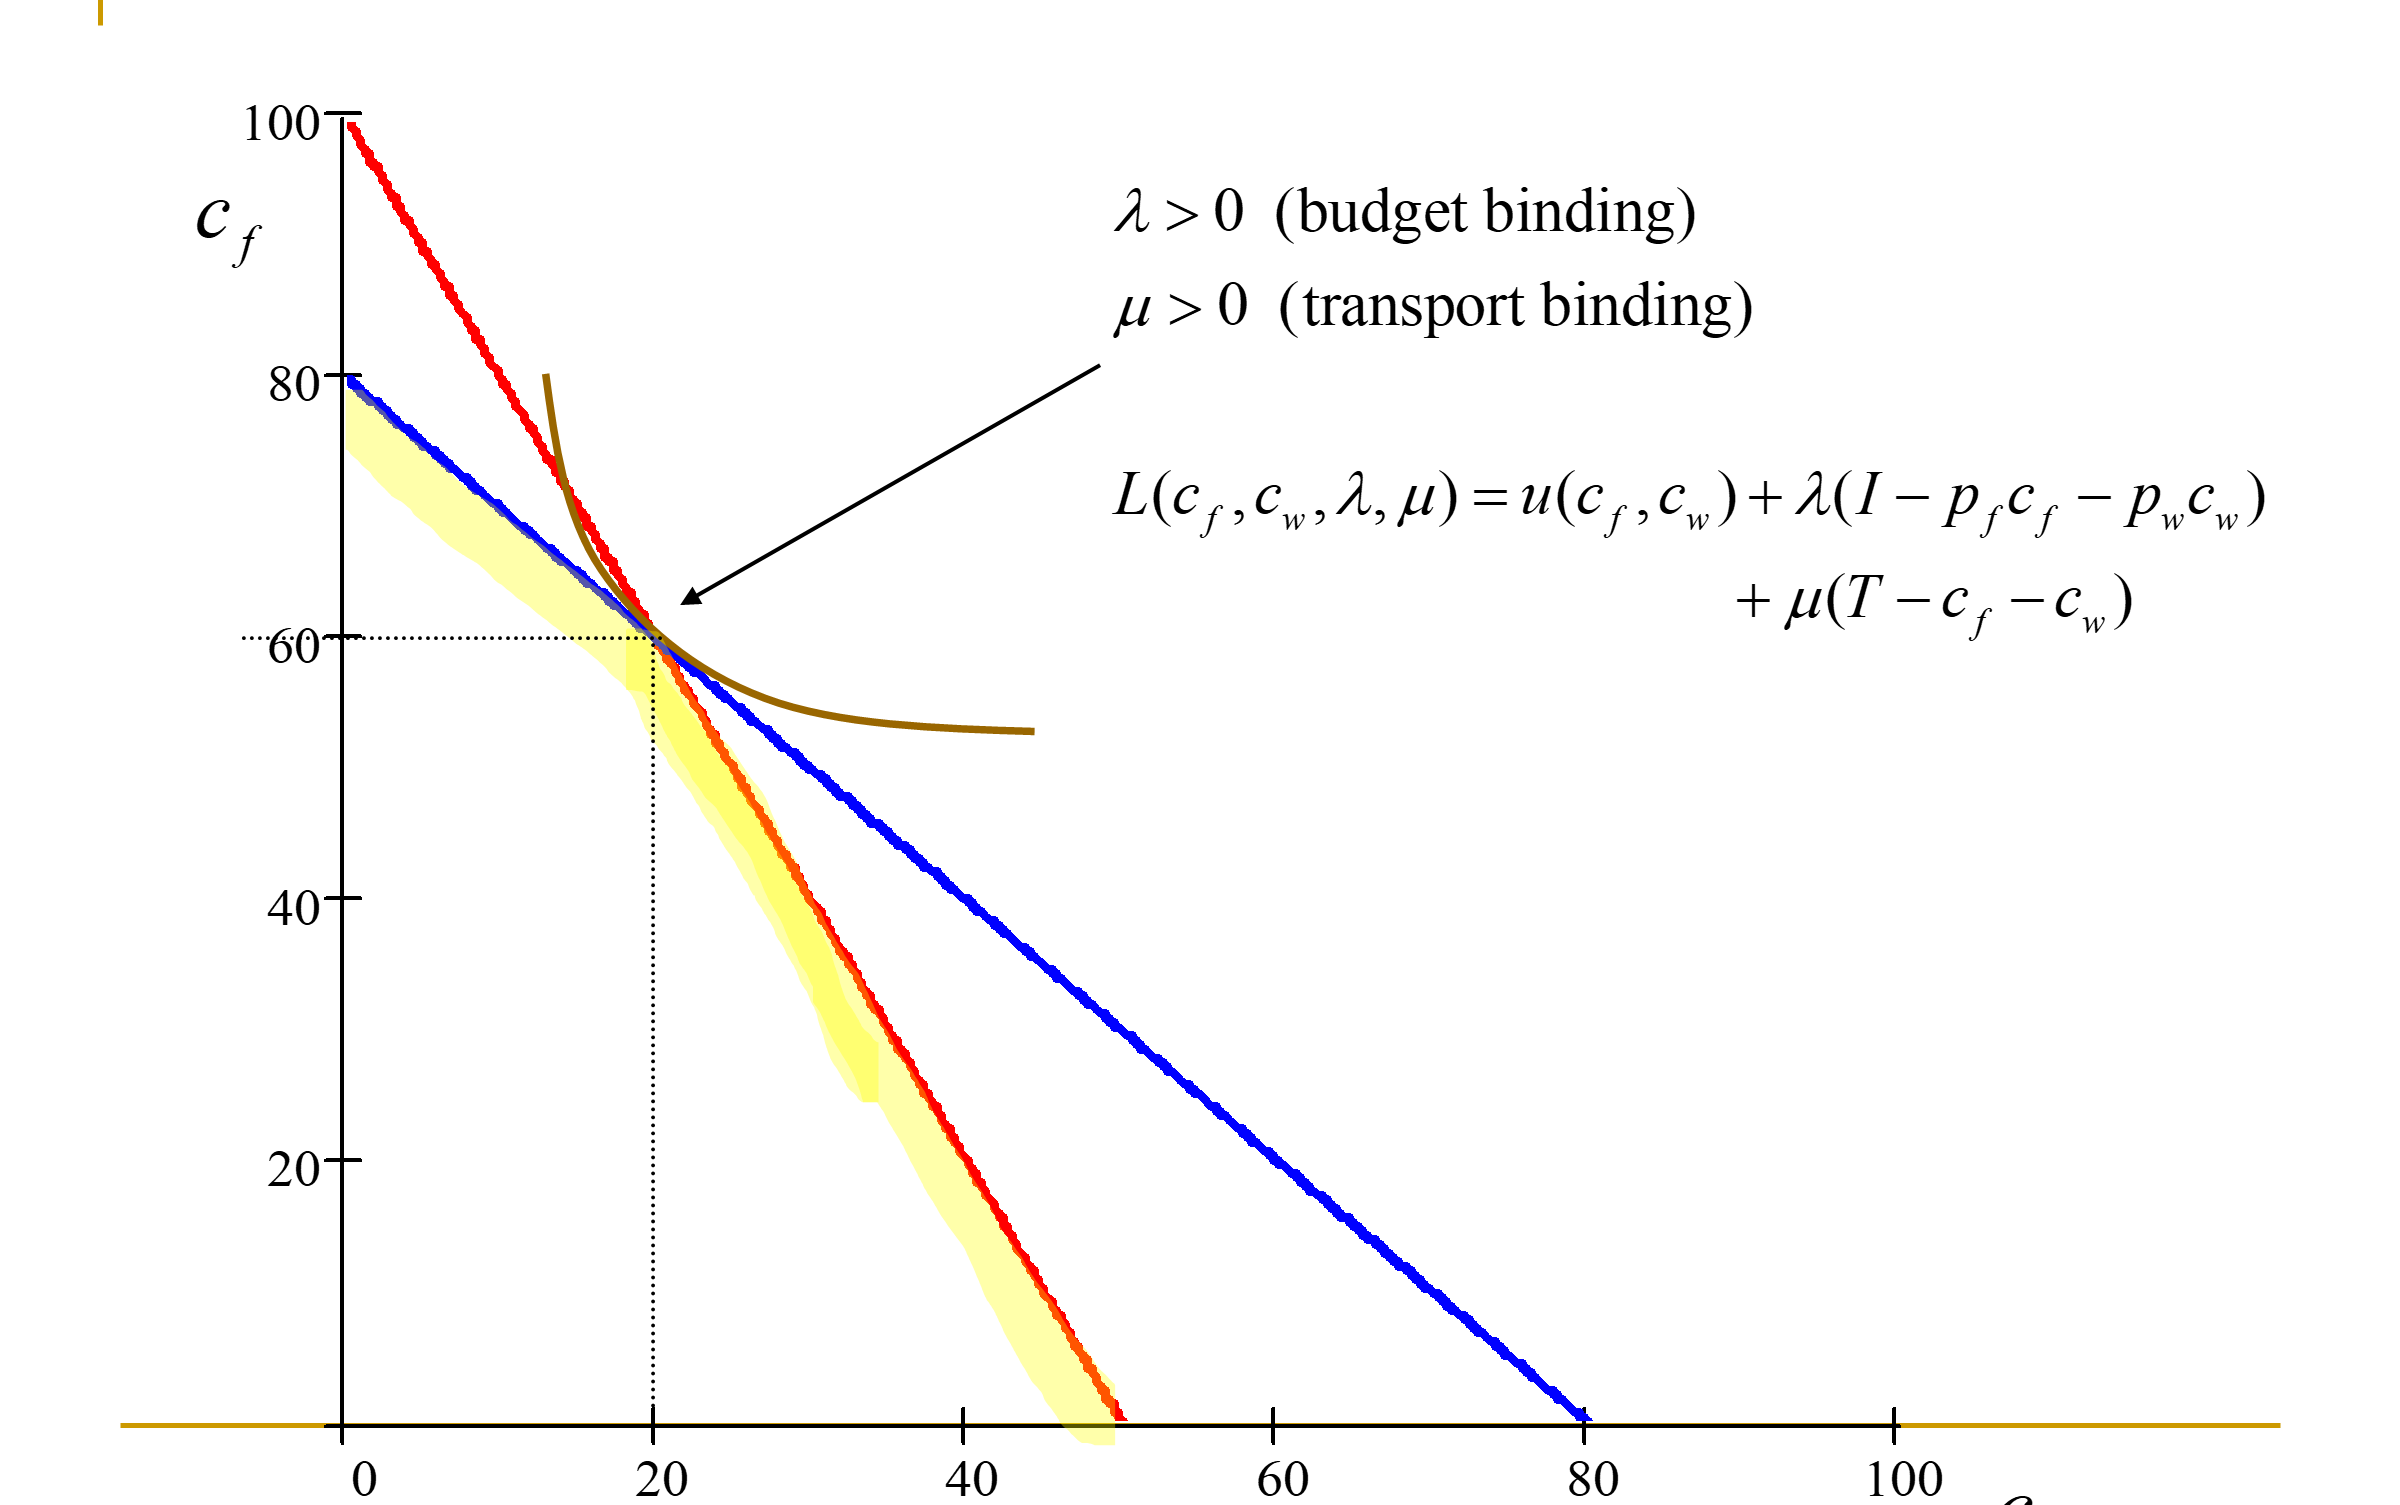 100
c_f
λ > 0 (budget binding)
μ > 0 (transport binding)
80
L(c_f, c_w, λ, μ) = u(c_f, c_w) + λ(I − p_f c_f − p_w c_w)
+ μ(T − c_f − c_w)
60
40
20
0 20 40 60 80 100